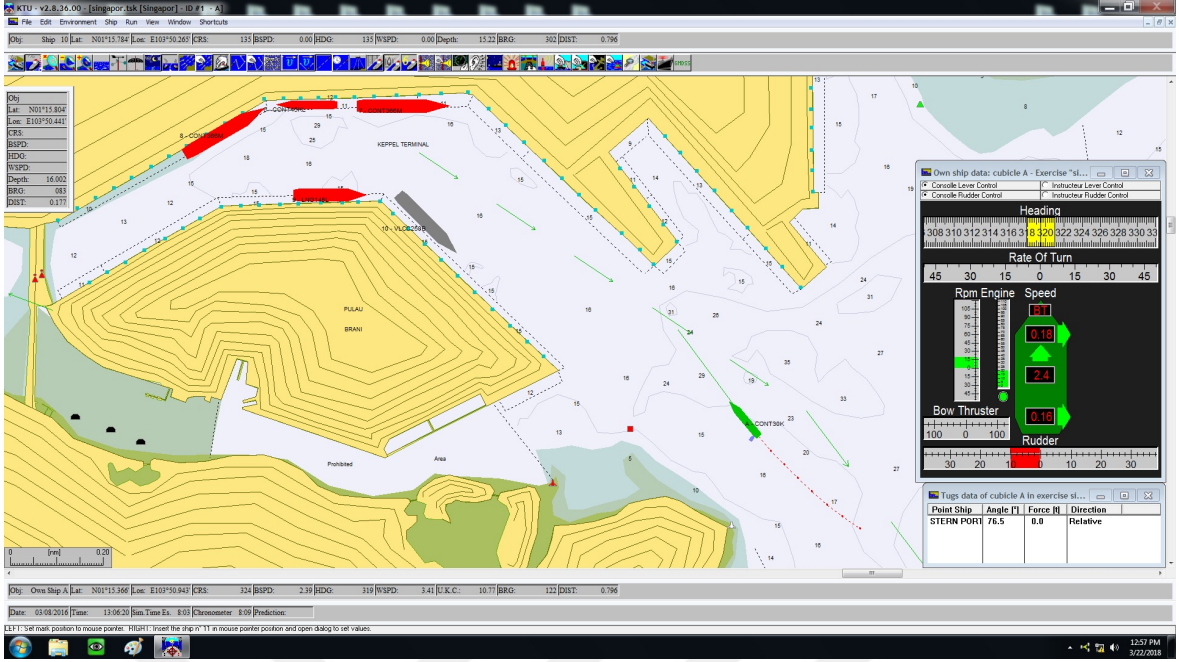 KTU - v2.8.36.00 - [singapor.tsk [Singapor] - ID #1 - A]
File Edit Environment Ship Run View Window Shortcuts
Obj: Ship 10 Lat: N01°15.784' Lon: E103°50.265' CRS: 135 BSPD: 0.00 HDG: 135 WSPD: 0.00 Depth: 15.22 BRG: 302 DIST: 0.796
Obj
Lat: N01°15.804'
Lon: E103°50.441'
CRS:
BSPD:
HDG:
WSPD:
Depth: 16.002
BRG: 083
DIST: 0.177
KEPPEL TERMINAL
10 - VLCB250B
PULAU
BRANI
A - CONT30K
Prohibited Area
0 [nm] 0.20
Own ship data: cubicle A - Exercise "si...
Consolle Lever Control Instructeur Lever Control
Consolle Rudder Control Instructeur Rudder Control
Heading
308 310 312 314 316 318 320 322 324 326 328 330 33
Rate Of Turn
45 30 15 0 15 30 45
Rpm Engine Speed
BT
0.18
2.4
0.16
Bow Thruster
100 0 100
Rudder
30 20 10 0 10 20 30
Tugs data of cubicle A in exercise si...
Point Ship Angle [°] Force [t] Direction
STERN PORT 76.5 0.0 Relative
Obj: Own Ship A Lat: N01°15.366' Lon: E103°50.943' CRS: 324 BSPD: 2.39 HDG: 319 WSPD: 3.41 U.K.C.: 10.77 BRG: 122 DIST: 0.796
Date: 03/08/2016 Time: 13:06:20 Sim.Time Ex. 8:03 Chronometer 8:09 Prediction:
LEFT: Set mark position to mouse pointer. RIGHT: Insert the ship n° 11 in mouse pointer position and open dialog to set values.
12:57 PM
3/22/2018